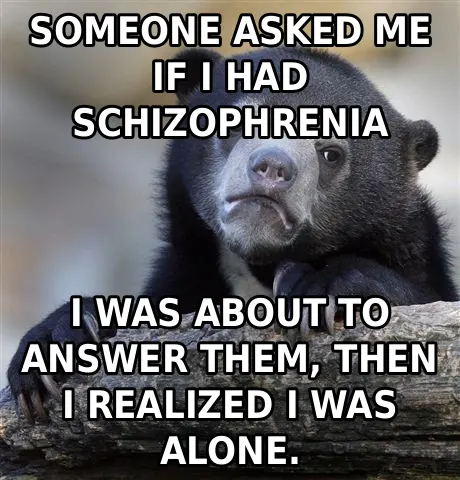 SOMEONE ASKED ME
IF I HAD
SCHIZOPHRENIA
I WAS ABOUT TO
ANSWER THEM, THEN
I REALIZED I WAS
ALONE.